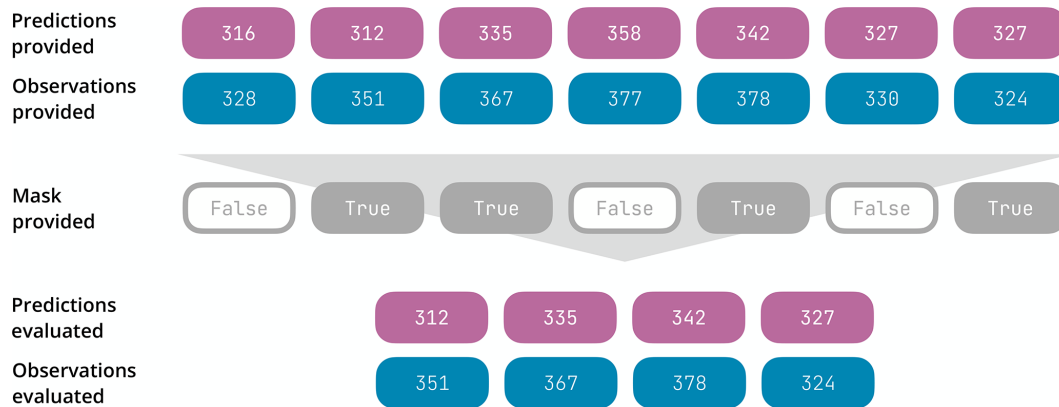 Predictions
provided
316 312 335 358 342 327 327
Observations
provided
328 351 367 377 378 330 324
Mask
provided
False True True False True False True
Predictions
evaluated
312 335 342 327
Observations
evaluated
351 367 378 324